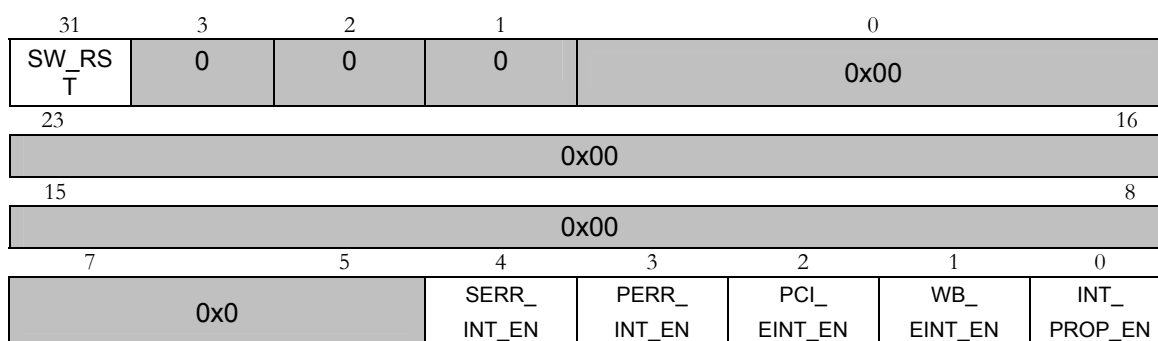 31 3 2 1 0
SW_RS
T 0 0 0 0x00
23 16
0x00
15 8
0x00
7 5 4 3 2 1 0
0x0 SERR_ PERR_ PCI_ WB_ INT_
INT_EN INT_EN EINT_EN EINT_EN PROP_EN